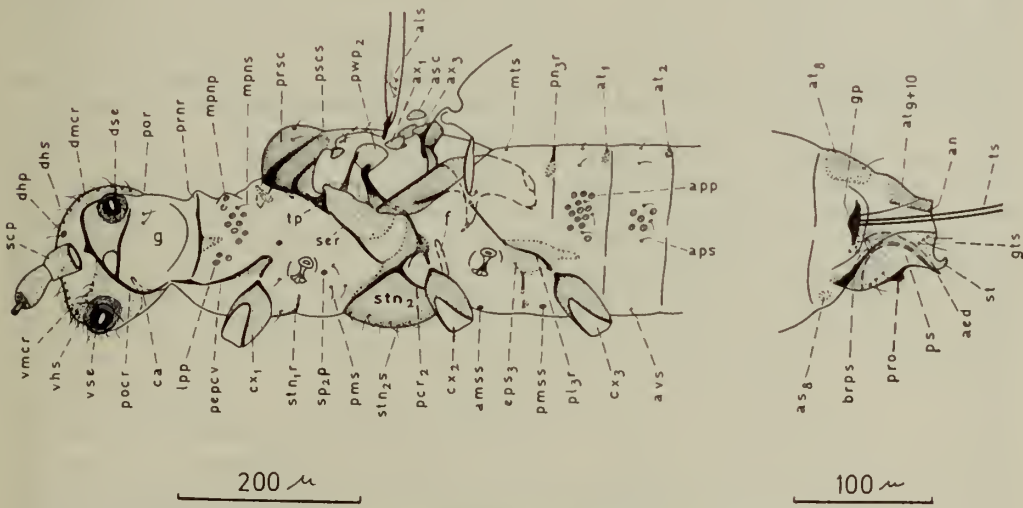 scp
dhp
dhs
dmcr
dse
por
prnr
mpnp
mpns
prsc
pscs
pwp2
als
ax1
asc
ax3
mts
pn3r
at1
at2
g
tp
ser
f
stn2
app
aps
vmcr
vhs
vse
pocr
ca
lpp
pepcv
cx1
stn1r
sp2p
pms
stn2s
pcr2
cx2
amss
eps3
pmss
pl3r
cx3
avs
200 µ
at8
gp
at9+10
an
ts
gts
st
aed
ps
pro
brps
as8
100 µ